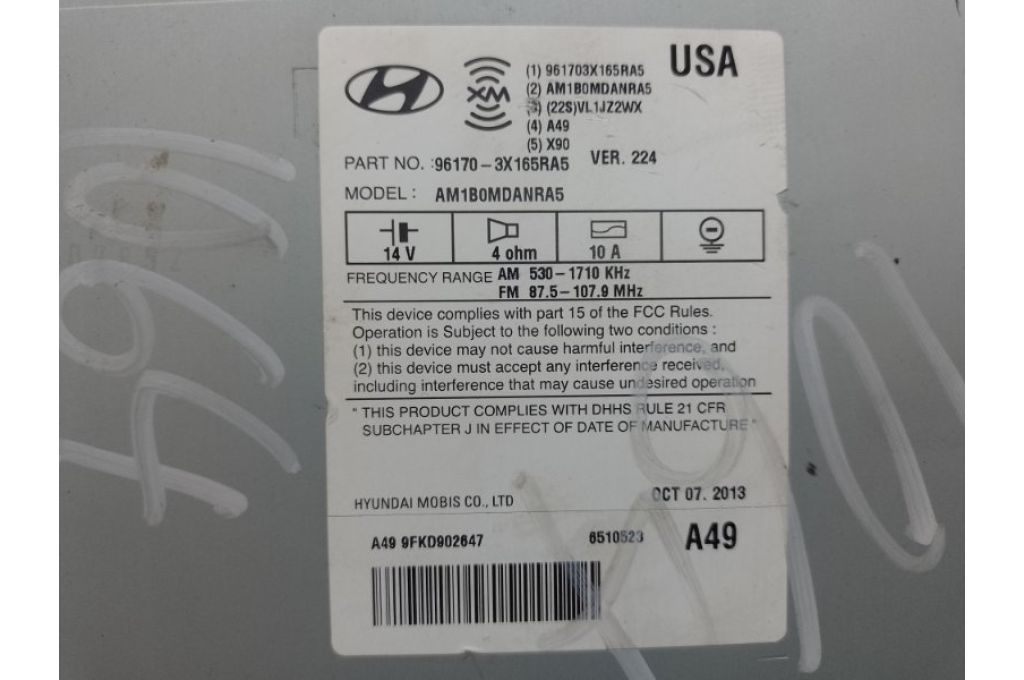 USA
XM
(1) 961703X165RA5
(2) AM1B0MDANRA5
(3) (22S)VL1JZ2WX
(4) A49
(5) X90
PART NO. : 96170-3X165RA5 VER. 224
MODEL : AM1B0MDANRA5
14 V 4 ohm 10 A
FREQUENCY RANGE AM 530-1710 KHz
FM 87.5-107.9 MHz
This device complies with part 15 of the FCC Rules.
Operation is Subject to the following two conditions :
(1) this device may not cause harmful interference, and
(2) this device must accept any interference received,
including interference that may cause undesired operation
" THIS PRODUCT COMPLIES WITH DHHS RULE 21 CFR
SUBCHAPTER J IN EFFECT OF DATE OF MANUFACTURE "
HYUNDAI MOBIS CO., LTD OCT 07. 2013
A49 9FKD902647 6510523 A49